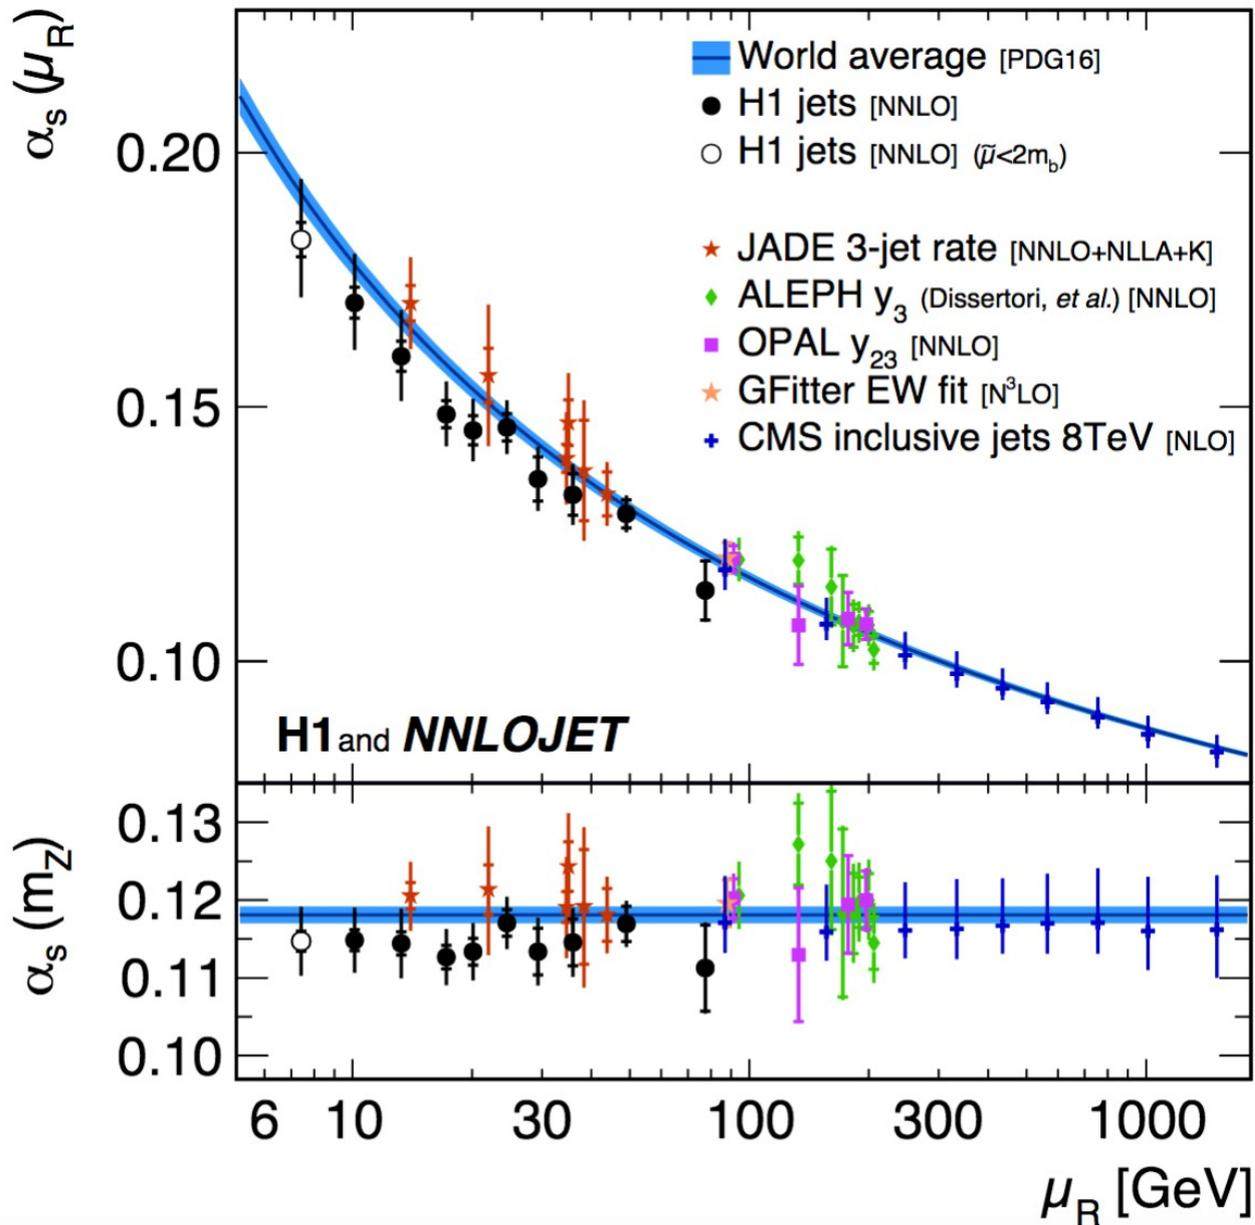 αs (μR)
World average [PDG16]
H1 jets [NNLO]
H1 jets [NNLO] (μ̃<2mb)
JADE 3-jet rate [NNLO+NLLA+K]
ALEPH y3 (Dissertori, et al.) [NNLO]
OPAL y23 [NNLO]
GFitter EW fit [N³LO]
CMS inclusive jets 8TeV [NLO]
0.20
0.15
0.10
H1 and NNLOJET
αs (mZ)
0.13
0.12
0.11
0.10
6 10 30 100 300 1000
μR [GeV]